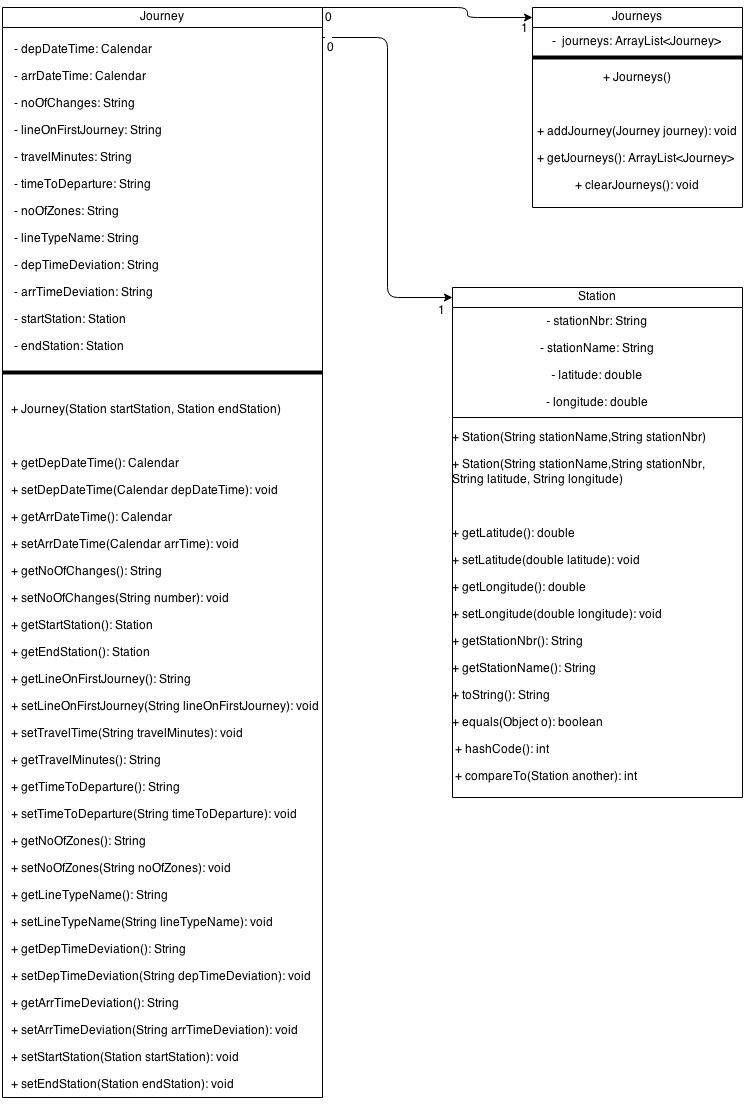 Journey
- depDateTime: Calendar
- arrDateTime: Calendar
- noOfChanges: String
- lineOnFirstJourney: String
- travelMinutes: String
- timeToDeparture: String
- noOfZones: String
- lineTypeName: String
- depTimeDeviation: String
- arrTimeDeviation: String
- startStation: Station
- endStation: Station
+ Journey(Station startStation, Station endStation)
+ getDepDateTime(): Calendar
+ setDepDateTime(Calendar depDateTime): void
+ getArrDateTime(): Calendar
+ setArrDateTime(Calendar arrTime): void
+ getNoOfChanges(): String
+ setNoOfChanges(String number): void
+ getStartStation(): Station
+ getEndStation(): Station
+ getLineOnFirstJourney(): String
+ setLineOnFirstJourney(String lineOnFirstJourney): void
+ setTravelTime(String travelMinutes): void
+ getTravelMinutes(): String
+ getTimeToDeparture(): String
+ setTimeToDeparture(String timeToDeparture): void
+ getNoOfZones(): String
+ setNoOfZones(String noOfZones): void
+ getLineTypeName(): String
+ setLineTypeName(String lineTypeName): void
+ getDepTimeDeviation(): String
+ setDepTimeDeviation(String depTimeDeviation): void
+ getArrTimeDeviation(): String
+ setArrTimeDeviation(String arrTimeDeviation): void
+ setStartStation(Station startStation): void
+ setEndStation(Station endStation): void
0
1
0
1
Journeys
- journeys: ArrayList<Journey>
+ Journeys()
+ addJourney(Journey journey): void
+ getJourneys(): ArrayList<Journey>
+ clearJourneys(): void
Station
- stationNbr: String
- stationName: String
- latitude: double
- longitude: double
+ Station(String stationName,String stationNbr)
+ Station(String stationName,String stationNbr,
String latitude, String longitude)
+ getLatitude(): double
+ setLatitude(double latitude): void
+ getLongitude(): double
+ setLongitude(double longitude): void
+ getStationNbr(): String
+ getStationName(): String
+ toString(): String
+ equals(Object o): boolean
+ hashCode(): int
+ compareTo(Station another): int